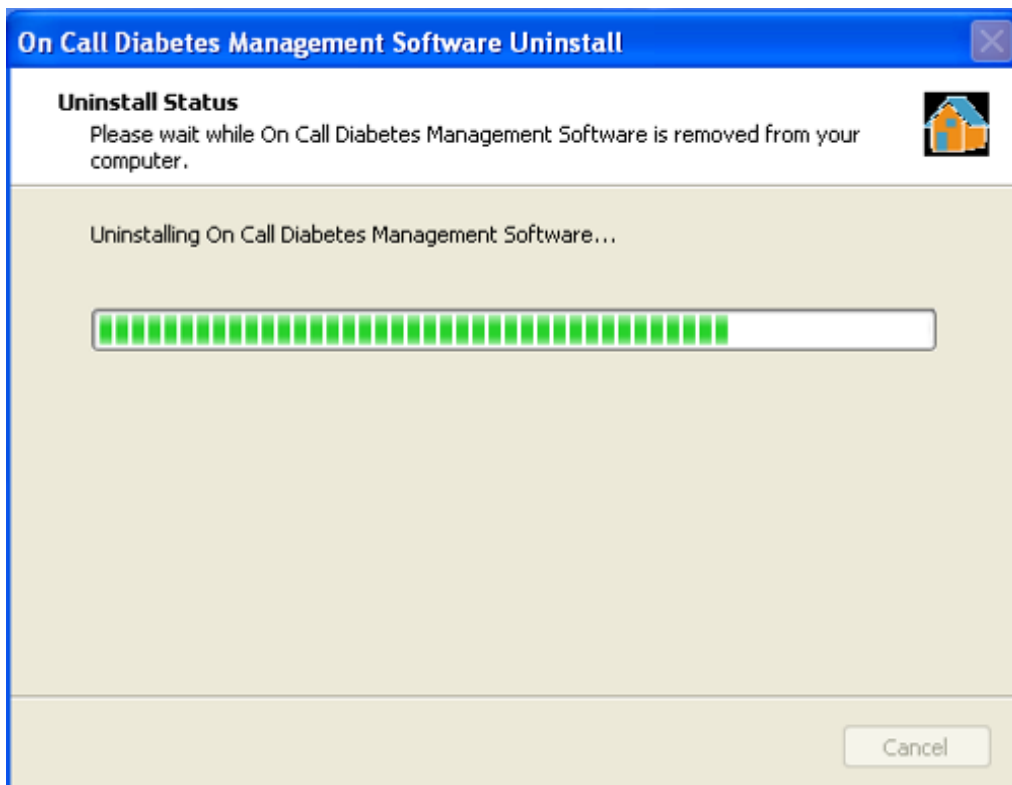 On Call Diabetes Management Software Uninstall
Uninstall Status
Please wait while On Call Diabetes Management Software is removed from your
computer.
Uninstalling On Call Diabetes Management Software...
Cancel